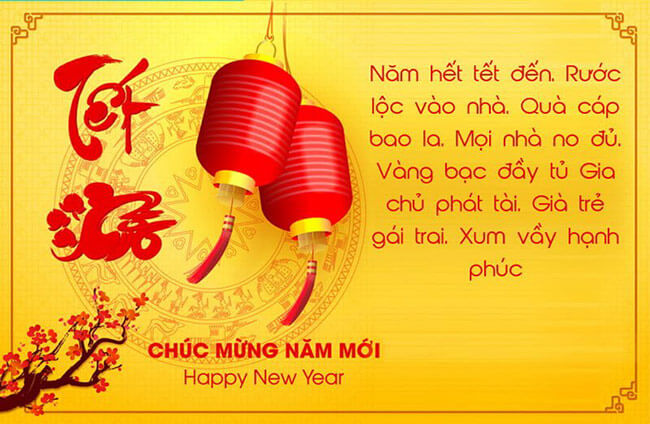 Tết
Xuân
Năm hết tết đến. Rước
lộc vào nhà. Quà cáp
bao la. Mọi nhà no đủ.
Vàng bạc đầy tủ Gia
chủ phát tài. Già trẻ
gái trai. Xum vầy hạnh
phúc
CHÚC MỪNG NĂM MỚI
Happy New Year